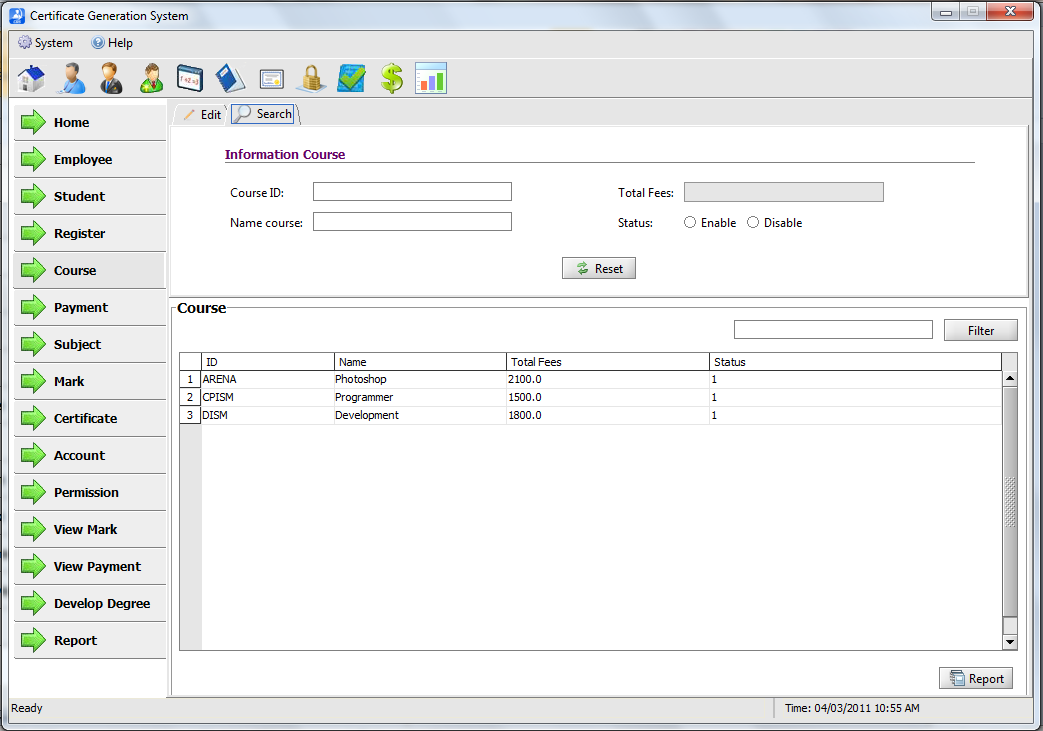 Certificate Generation System
System Help
Home
Employee
Student
Register
Course
Payment
Subject
Mark
Certificate
Account
Permission
View Mark
View Payment
Develop Degree
Report
Edit Search
Information Course
Course ID: Total Fees:
Name course: Status: Enable Disable
Reset
Course
Filter
ID Name Total Fees Status
1 ARENA Photoshop 2100.0 1
2 CPISM Programmer 1500.0 1
3 DISM Development 1800.0 1
Report
Ready Time: 04/03/2011 10:55 AM